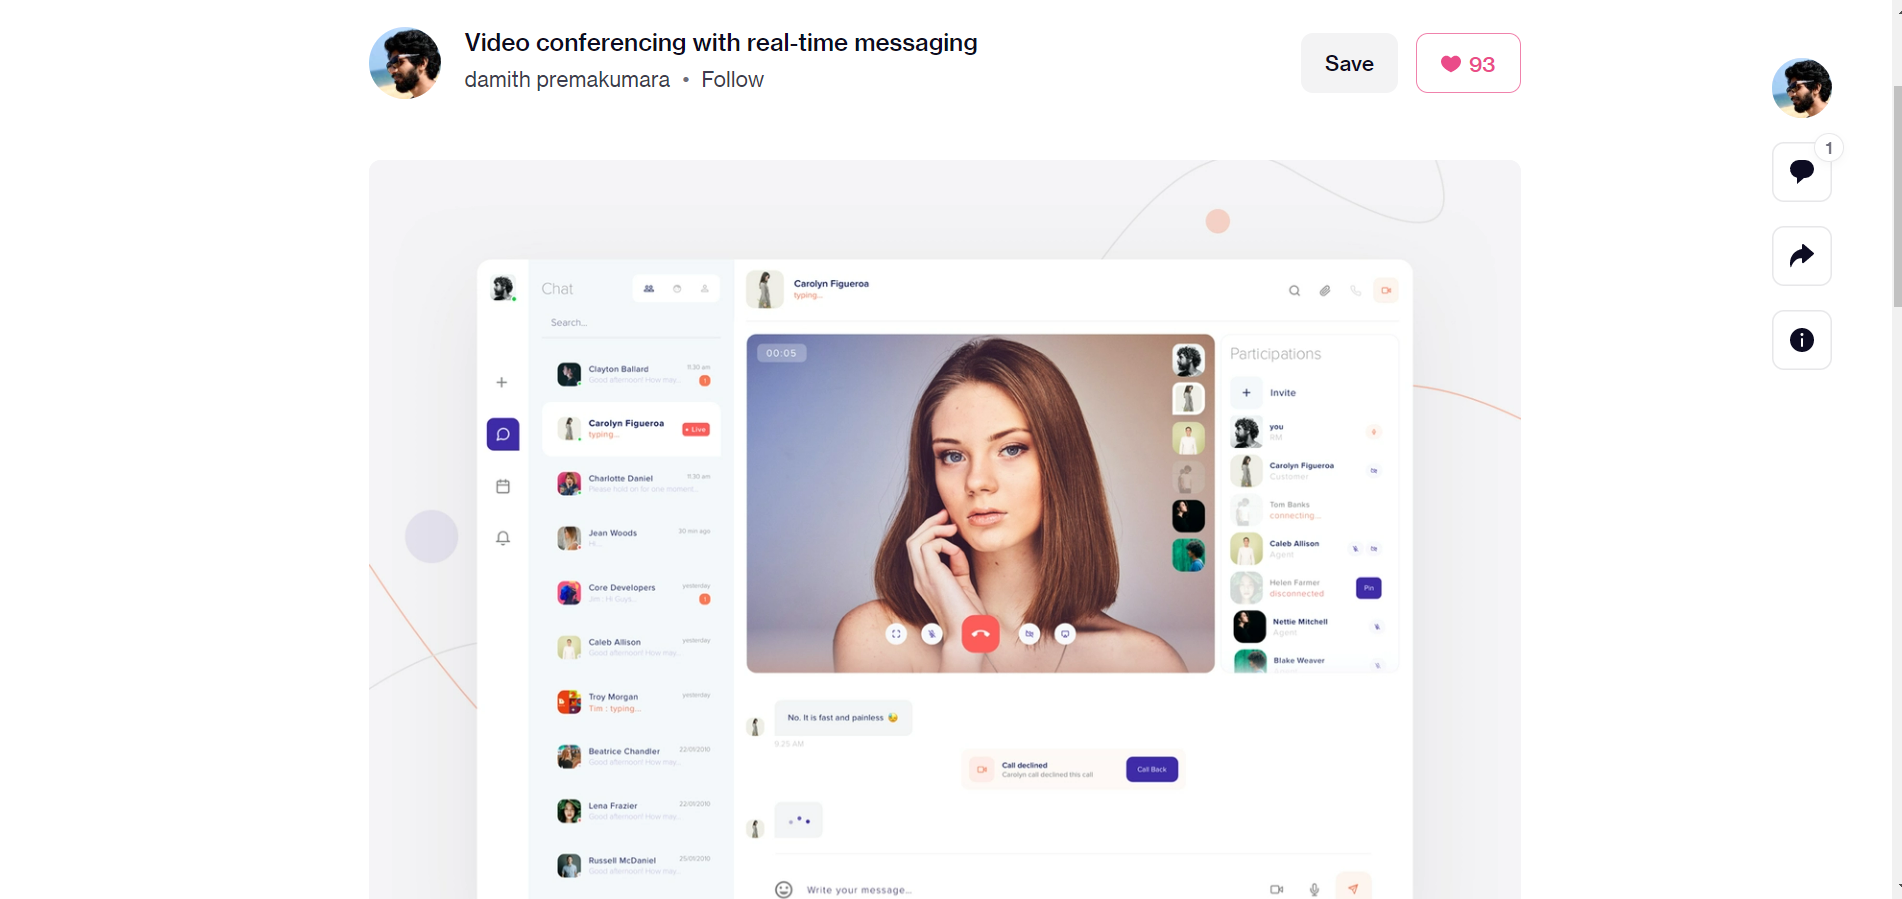 Video conferencing with real-time messaging
damith premakumara • Follow
Save
93
1
Chat
Search...
Clayton Ballard
11:30 am
Good afternoon! How may...
1
Carolyn Figueroa
typing...
Live
Charlotte Daniel
11:30 am
Please hold on for one moment...
Jean Woods
30 min ago
Hi...
Core Developers
yesterday
Jim : Hi Guys...
1
Caleb Allison
yesterday
Good afternoon! How may...
Troy Morgan
yesterday
Tim : typing...
Beatrice Chandler
22/01/2010
Good afternoon! How may...
Lena Frazier
22/01/2010
Good afternoon! How may...
Russell McDaniel
25/01/2010
Good afternoon! How may...
Carolyn Figueroa
typing...
00:05
Participations
Invite
you
RM
Carolyn Figueroa
Customer
Tom Banks
connecting...
Caleb Allison
Agent
Helen Farmer
disconnected
Pin
Nettie Mitchell
Agent
Blake Weaver
No. It is fast and painless
9:25 AM
Call declined
Carolyn call declined this call
Call Back
Write your message...